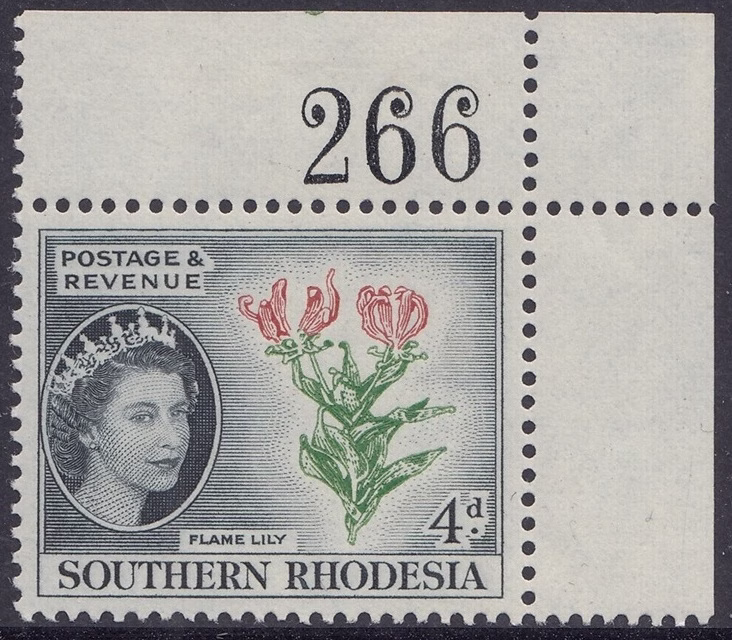 266
POSTAGE &
REVENUE
FLAME LILY
4d.
SOUTHERN RHODESIA